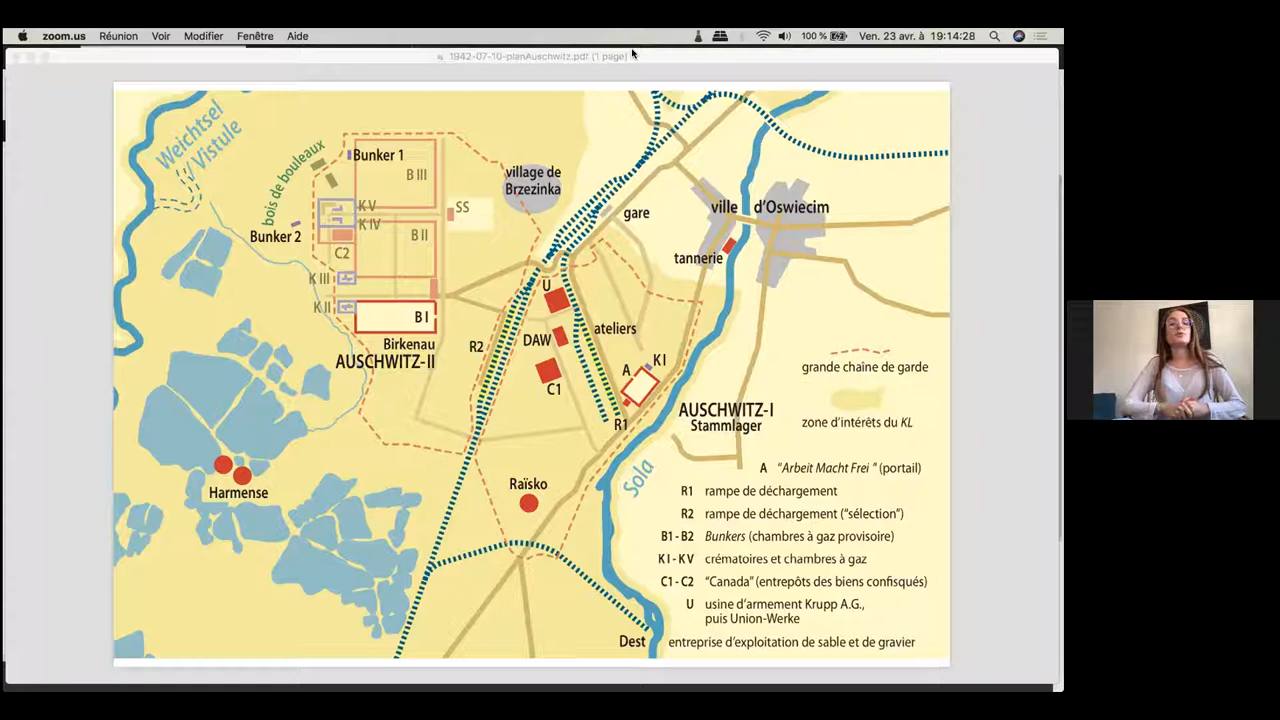 zoom.us Réunion Voir Modifier Fenêtre Aide 100 % Ven. 23 avr. à 19:14:28
1942-07-10-planAuschwitz.pdf (1 page)
Weichtsel
Vistule
bois de bouleaux
Bunker 1
B III
village de
Brzezinka
K V
K IV
SS
gare
ville d'Oswiecim
Bunker 2
B II
C2
tannerie
K III
U
K II
B I
ateliers
Birkenau
AUSCHWITZ-II
R2
DAW
C1
A
K I
R1
AUSCHWITZ-I
Stammlager
Sola
Harmense
Raïsko
Dest
grande chaîne de garde
zone d'intérêts du KL
A "Arbeit Macht Frei" (portail)
R1 rampe de déchargement
R2 rampe de déchargement ("sélection")
B1 - B2 Bunkers (chambres à gaz provisoire)
K I - K V crématoires et chambres à gaz
C1 - C2 "Canada" (entrepôts des biens confisqués)
U usine d'armement Krupp A.G.,
puis Union-Werke
entreprise d'exploitation de sable et de gravier